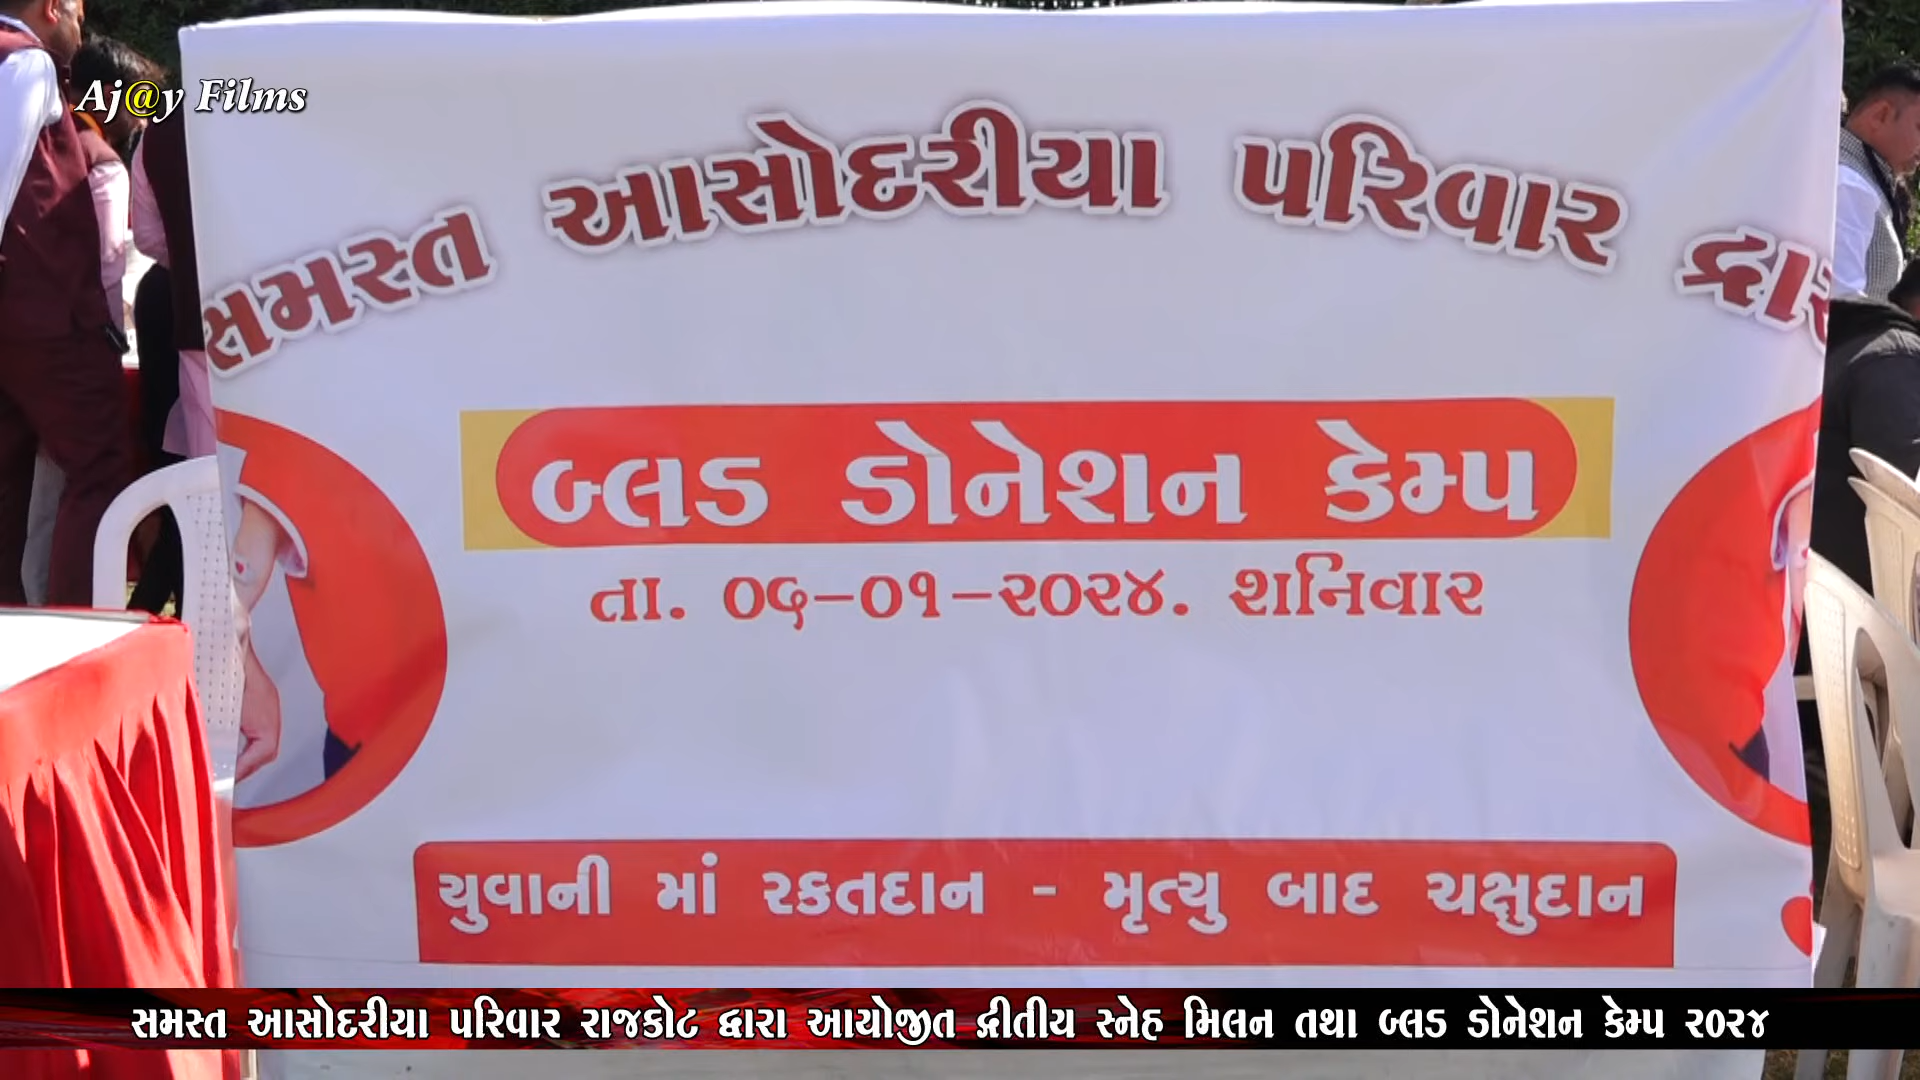 Aj@y Films
સમસ્ત આસોદરીયા પરિવાર
બ્લડ ડોનેશન કેમ્પ
તા. ૦૬-૦૧-૨૦૨૪. શનિવાર
યુવાની માં રકતદાન - મૃત્યુ બાદ ચક્ષુદાન
સમસ્ત આસોદરીયા પરિવાર રાજકોટ દ્વારા આયોજીત દ્વીતીય સ્નેહ મિલન તથા બ્લડ ડોનેશન કેમ્પ ૨૦૨૪